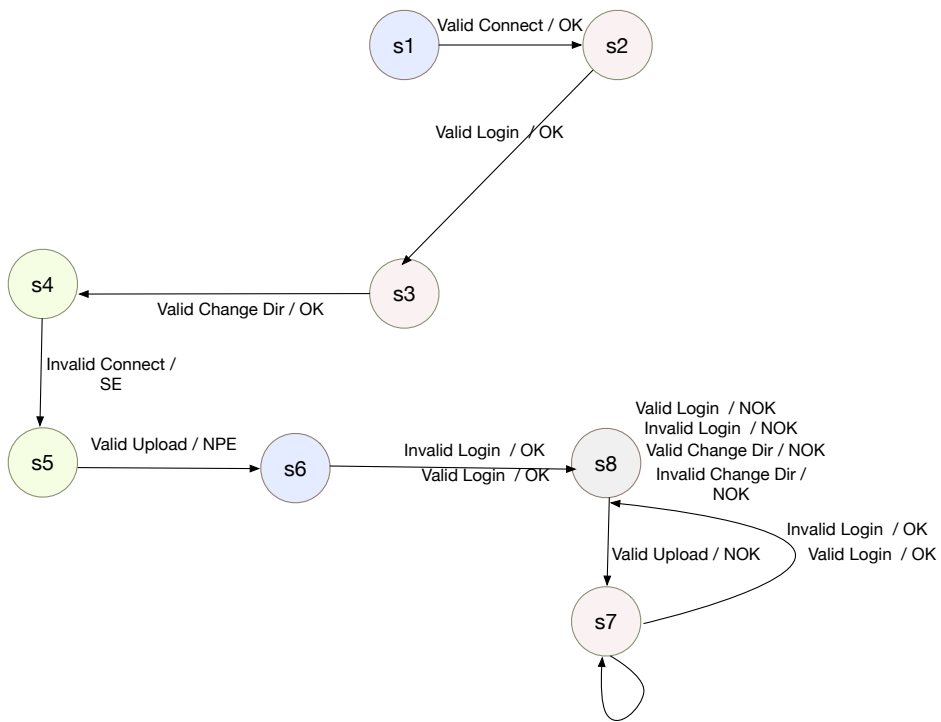 Valid Connect / OK
s1
s2
Valid Login / OK
s4
s3
Valid Change Dir / OK
Invalid Connect /
SE
Valid Login / NOK
Invalid Login / NOK
Valid Change Dir / NOK
Invalid Change Dir /
NOK
s5
Valid Upload / NPE
s6
Invalid Login / OK
Valid Login / OK
s8
Invalid Login / OK
Valid Login / OK
Valid Upload / NOK
s7